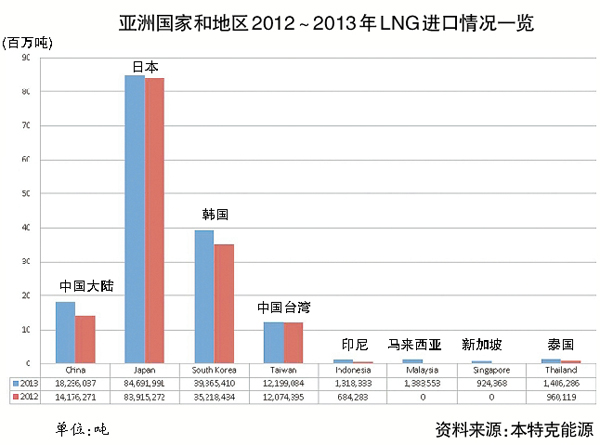 亚洲国家和地区2012~2013年LNG进口情况一览
(百万吨)
90
80
70
60
50
40
30
20
10
0
日本
韩国
中国大陆
中国台湾
印尼
马来西亚
新加坡
泰国
China Japan South Korea Taiwan Indonesia Malaysia Singapore Thailand
2013 18,236,037 84,691,991 39,365,410 12,199,084 1,318,333 1,383553 924,368 1,406,286
2012 14,176,271 83,915,272 35,218,434 12,074,395 684,283 0 0 960,119
单位:吨
资料来源:本特克能源